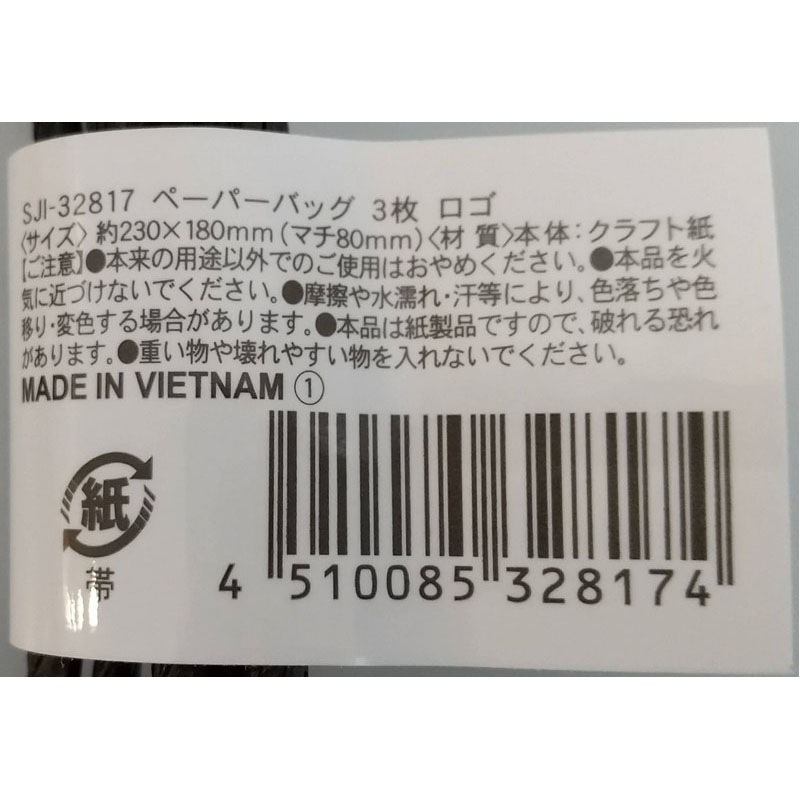 SJI-32817 ペーパーバッグ 3枚 ロゴ
〈サイズ〉約230×180mm(マチ80mm)〈材 質〉本体:クラフト紙
【ご注意】●本来の用途以外でのご使用はおやめください。●本品を火
気に近づけないでください。●摩擦や水濡れ・汗等により、色落ちや色
移り・変色する場合があります。●本品は紙製品ですので、破れる恐れ
があります。●重い物や壊れやすい物を入れないでください。
MADE IN VIETNAM ①
紙
帯
4 510085 328174